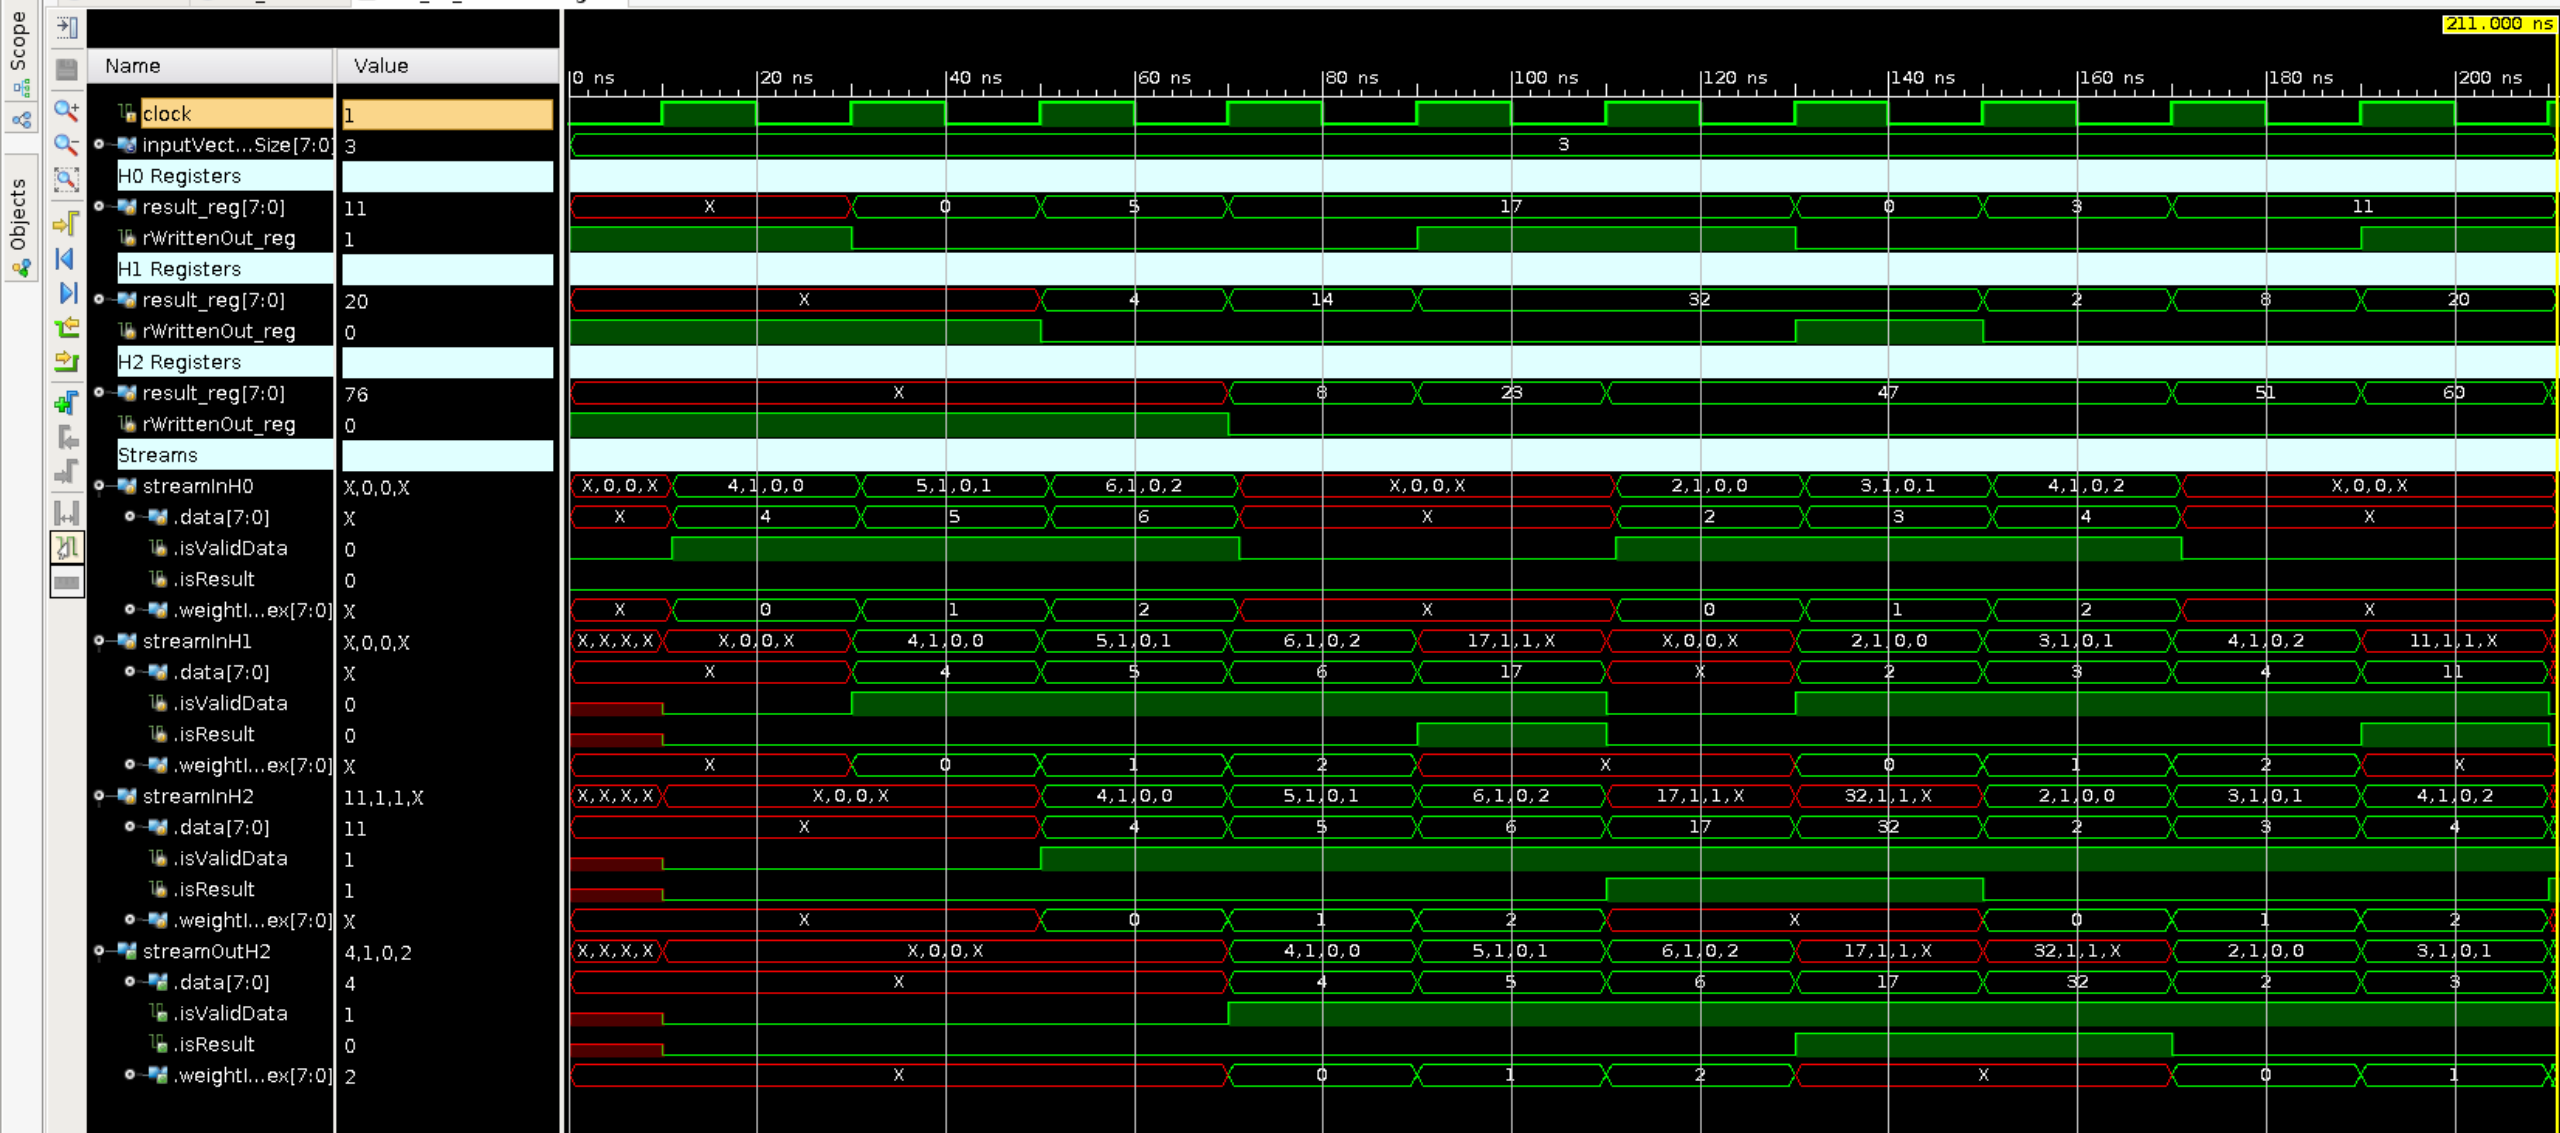 211.000 ns
Scope
Objects
Name Value 0 ns 20 ns 40 ns 60 ns 80 ns 100 ns 120 ns 140 ns 160 ns 180 ns 200 ns
clock 1
inputVect...Size[7:0] 3 3
H0 Registers
result_reg[7:0] 11 X 0 5 17 0 3 11
rWrittenOut_reg 1
H1 Registers
result_reg[7:0] 20 X 4 14 32 2 8 20
rWrittenOut_reg 0
H2 Registers
result_reg[7:0] 76 X 8 23 47 51 60
rWrittenOut_reg 0
Streams
streamInH0 X,0,0,X X,0,0,X 4,1,0,0 5,1,0,1 6,1,0,2 X,0,0,X 2,1,0,0 3,1,0,1 4,1,0,2 X,0,0,X
.data[7:0] X X 4 5 6 X 2 3 4 X
.isValidData 0
.isResult 0
.weightI...ex[7:0] X X 0 1 2 X 0 1 2 X
streamInH1 X,0,0,X X,X,X,X X,0,0,X 4,1,0,0 5,1,0,1 6,1,0,2 17,1,1,X X,0,0,X 2,1,0,0 3,1,0,1 4,1,0,2 11,1,1,X
.data[7:0] X X 4 5 6 17 X 2 3 4 11
.isValidData 0
.isResult 0
.weightI...ex[7:0] X X 0 1 2 X 0 1 2 X
streamInH2 11,1,1,X X,X,X,X X,0,0,X 4,1,0,0 5,1,0,1 6,1,0,2 17,1,1,X 32,1,1,X 2,1,0,0 3,1,0,1 4,1,0,2
.data[7:0] 11 X 4 5 6 17 32 2 3 4
.isValidData 1
.isResult 1
.weightI...ex[7:0] X X 0 1 2 X 0 1 2
streamOutH2 4,1,0,2 X,X,X,X X,0,0,X 4,1,0,0 5,1,0,1 6,1,0,2 17,1,1,X 32,1,1,X 2,1,0,0 3,1,0,1
.data[7:0] 4 X 4 5 6 17 32 2 3
.isValidData 1
.isResult 0
.weightI...ex[7:0] 2 X 0 1 2 X 0 1